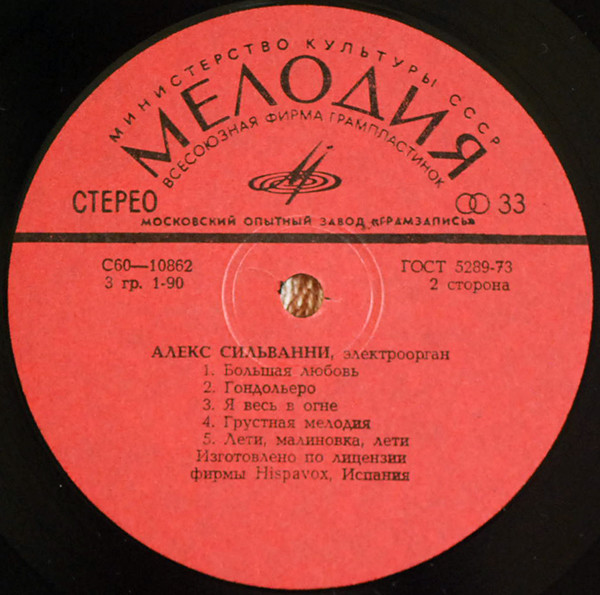 МИНИСТЕРСТВО КУЛЬТУРЫ СССР
МЕЛОДИЯ
ВСЕСОЮЗНАЯ ФИРМА ГРАМПЛАСТИНОК
СТЕРЕО
33
МОСКОВСКИЙ ОПЫТНЫЙ ЗАВОД «ГРАМЗАПИСЬ»
С60—10862
ГОСТ 5289-73
3 гр. 1-90
2 сторона
АЛЕКС СИЛЬВАННИ, электроорган
1. Большая любовь
2. Гондольеро
3. Я весь в огне
4. Грустная мелодия
5. Лети, малиновка, лети
Изготовлено по лицензии
фирмы Hispavox, Испания